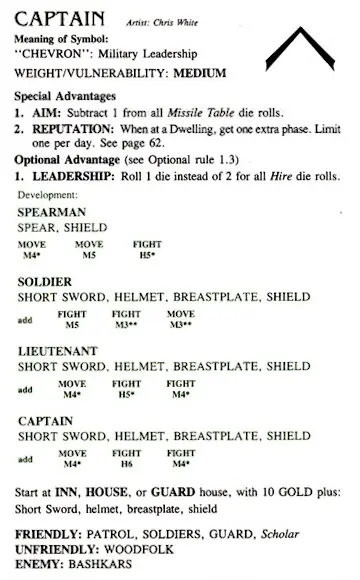 CAPTAIN Artist: Chris White
Meaning of Symbol:
"CHEVRON": Military Leadership
WEIGHT/VULNERABILITY: MEDIUM
Special Advantages
1. AIM: Subtract 1 from all Missile Table die rolls.
2. REPUTATION: When at a Dwelling, get one extra phase. Limit
one per day. See page 62.
Optional Advantage (see Optional rule 1.3)
1. LEADERSHIP: Roll 1 die instead of 2 for all Hire die rolls.
Development:
SPEARMAN
SPEAR, SHIELD
MOVE MOVE FIGHT
M4* M5 H5*
SOLDIER
SHORT SWORD, HELMET, BREASTPLATE, SHIELD
FIGHT FIGHT MOVE
add M5 M3** M3**
LIEUTENANT
SHORT SWORD, HELMET, BREASTPLATE, SHIELD
MOVE FIGHT FIGHT
add M4* H5* M4*
CAPTAIN
SHORT SWORD, HELMET, BREASTPLATE, SHIELD
MOVE FIGHT FIGHT
add M4* H6 M4*
Start at INN, HOUSE, or GUARD house, with 10 GOLD plus:
Short Sword, helmet, breastplate, shield
FRIENDLY: PATROL, SOLDIERS, GUARD, Scholar
UNFRIENDLY: WOODFOLK
ENEMY: BASHKARS